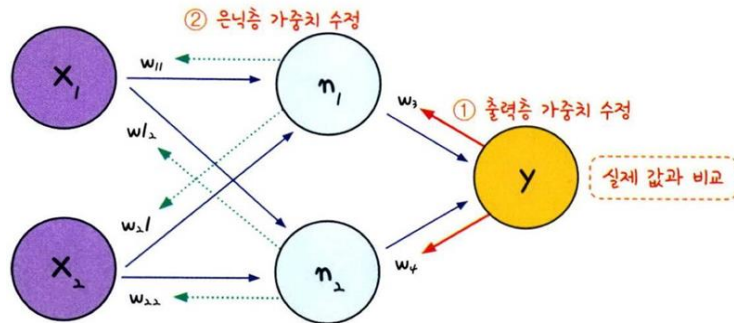 ② 은닉층 가중치 수정
X1
w11
n1
w3
① 출력층 가중치 수정
w12
y
실제 값과 비교
w21
X2
n2
w4
w22